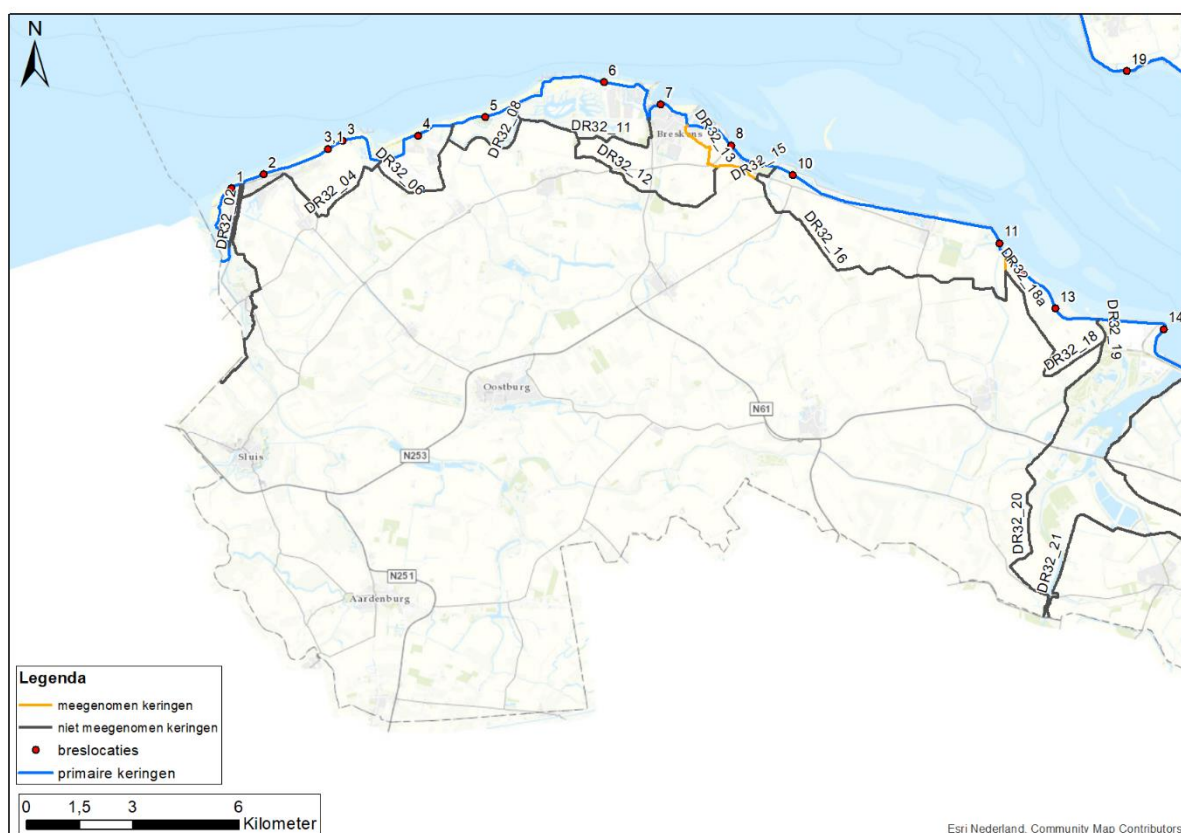 N
19
6
7
5
4
3,1
3
2
1
8
10
11
13
14
DR32_02
DR32_04
DR32_06
DR32_08
DR32_11
DR32_12
Breskens
DR32_13
DR32_15
DR32_16
DR32_18a
DR32_18
DR32_19
DR32_20
DR32_21
Oostburg
N61
Sluis
N253
N251
Aardenburg
Legenda
meegenomen keringen
niet meegenomen keringen
breslocaties
primaire keringen
0 1,5 3 6
Kilometer
Esri Nederland, Community Map Contributors